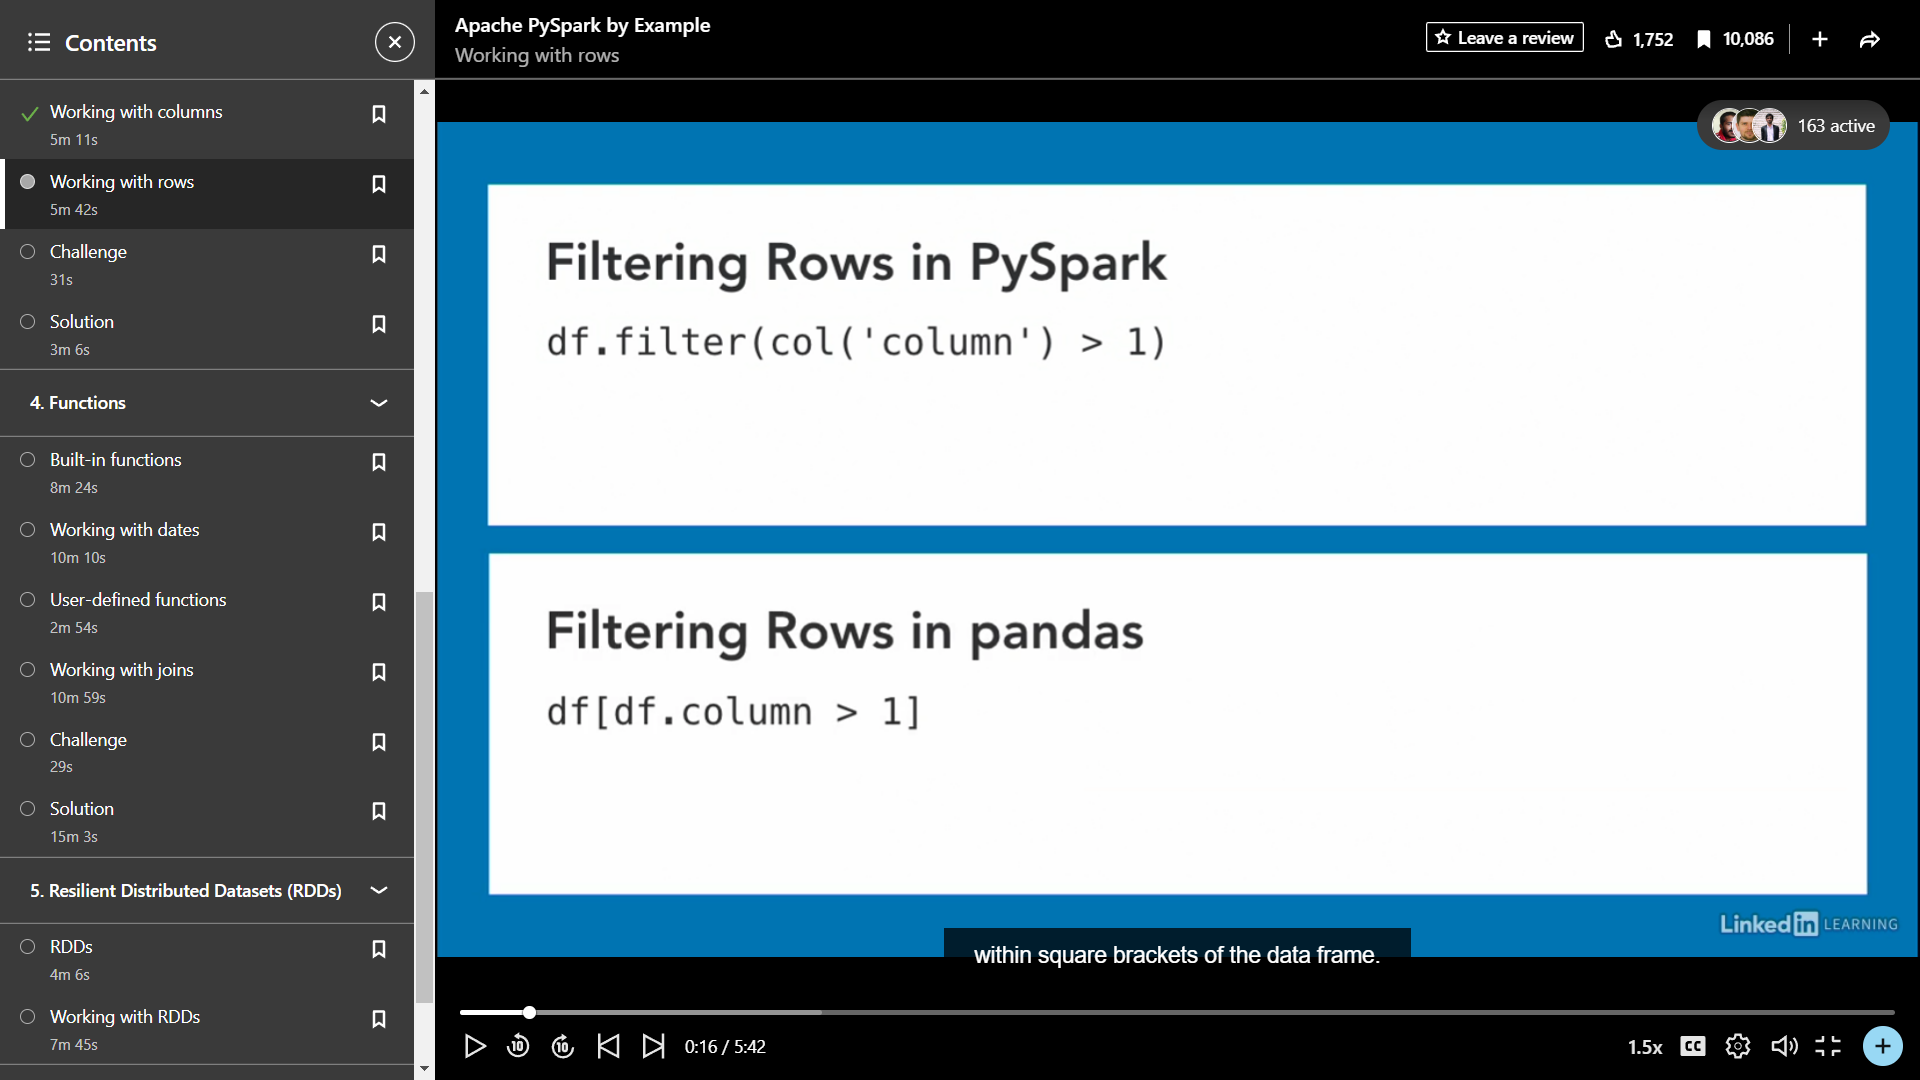 Contents
Working with columns
5m 11s
Working with rows
5m 42s
Challenge
31s
Solution
3m 6s
4. Functions
Built-in functions
8m 24s
Working with dates
10m 10s
User-defined functions
2m 54s
Working with joins
10m 59s
Challenge
29s
Solution
15m 3s
5. Resilient Distributed Datasets (RDDs)
RDDs
4m 6s
Working with RDDs
7m 45s
Apache PySpark by Example
Working with rows
Leave a review
1,752
10,086
163 active
Filtering Rows in PySpark
df.filter(col('column') > 1)
Filtering Rows in pandas
df[df.column > 1]
Linked in LEARNING
within square brackets of the data frame.
10
10
0:16 / 5:42
1.5x
CC